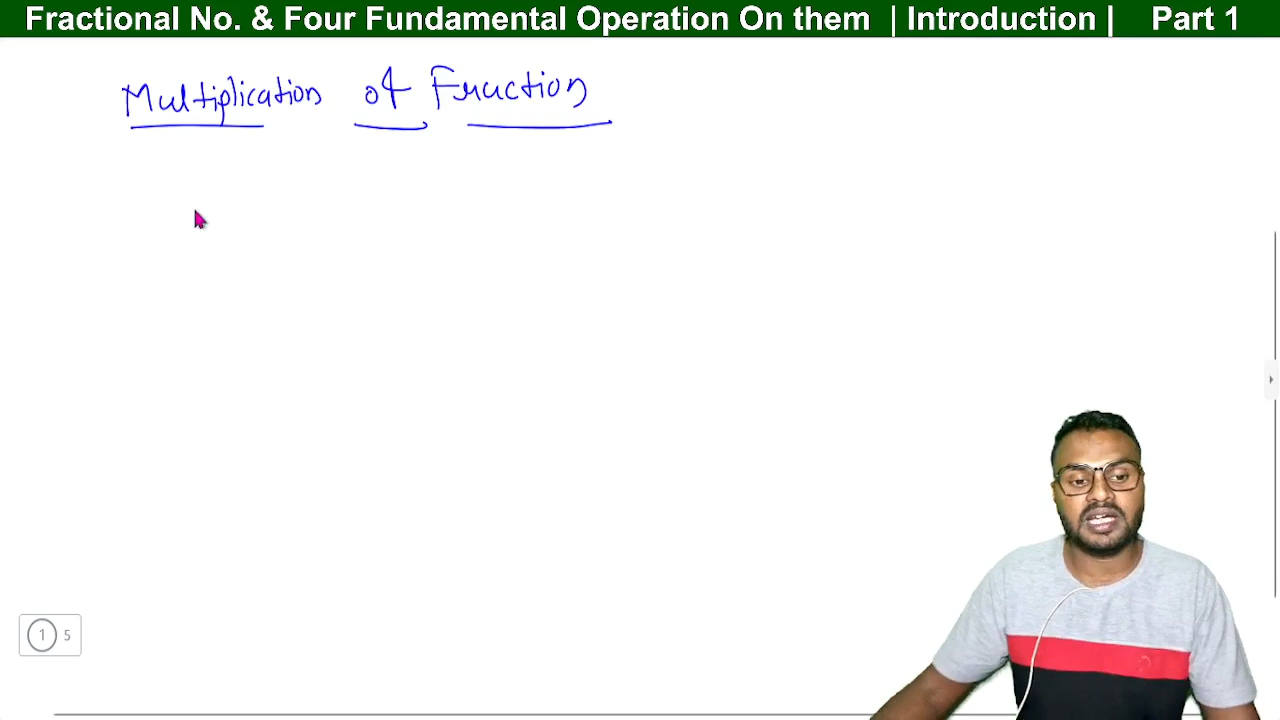 Fractional No. & Four Fundamental Operation On them | Introduction | Part 1
Multiplication of Fraction
1 5